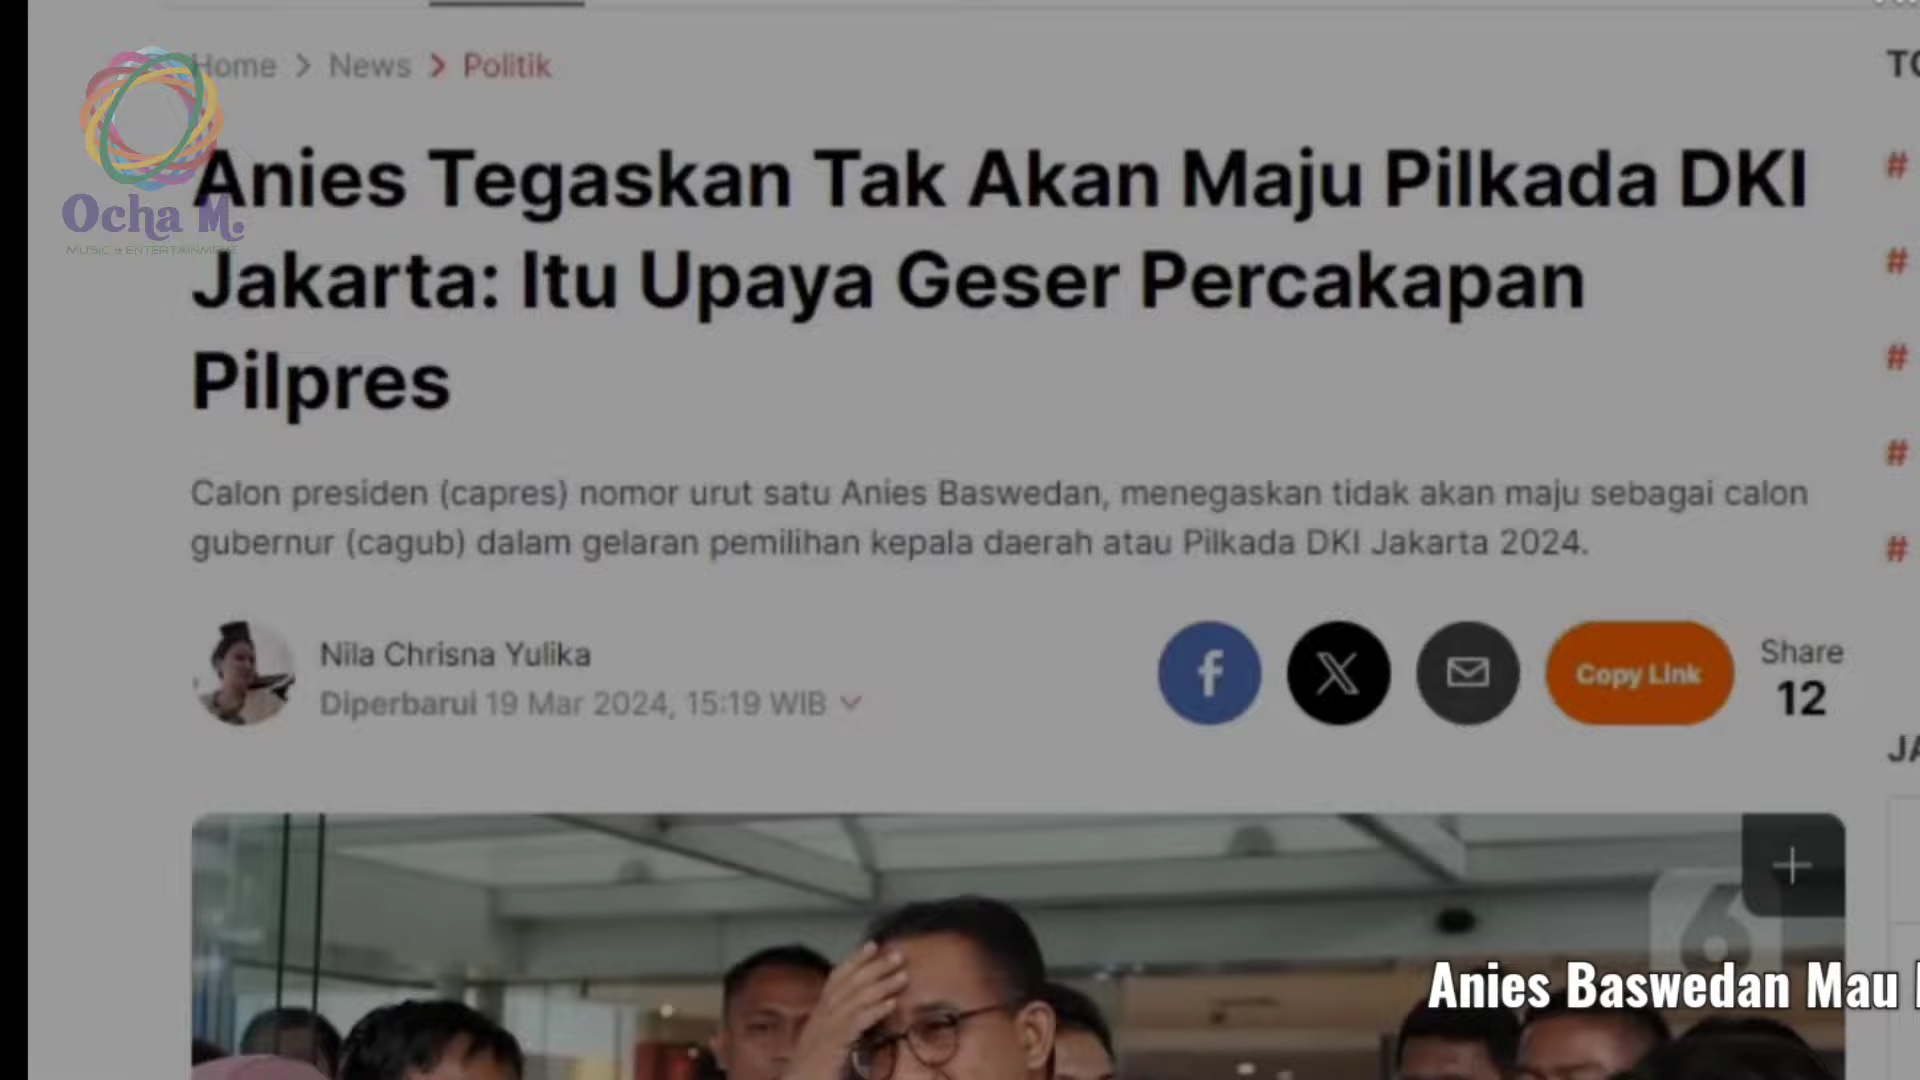 Home > News > Politik
Ocha M.
MUSIC & ENTERTAINMENT
Anies Tegaskan Tak Akan Maju Pilkada DKI
Jakarta: Itu Upaya Geser Percakapan
Pilpres
Calon presiden (capres) nomor urut satu Anies Baswedan, menegaskan tidak akan maju sebagai calon
gubernur (cagub) dalam gelaran pemilihan kepala daerah atau Pilkada DKI Jakarta 2024.
Nila Chrisna Yulika
Diperbarui 19 Mar 2024, 15:19 WIB
Copy Link
Share
12
#
#
#
#
#
6
Anies Baswedan Mau